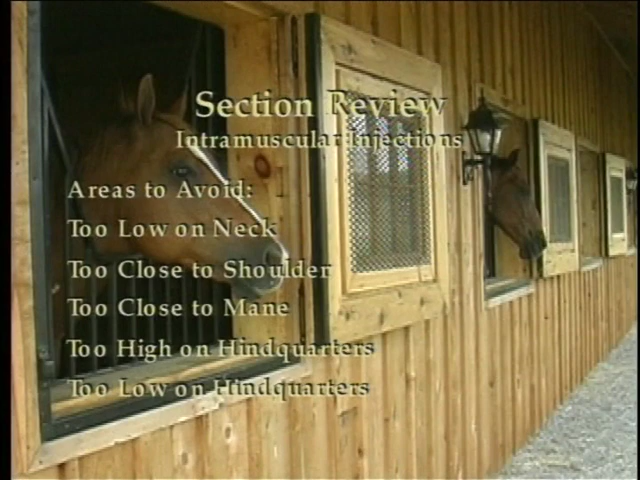 Section Review
Intramuscular Injections
Areas to Avoid:
Too Low on Neck
Too Close to Shoulder
Too Close to Mane
Too High on Hindquarters
Too Low on Hindquarters